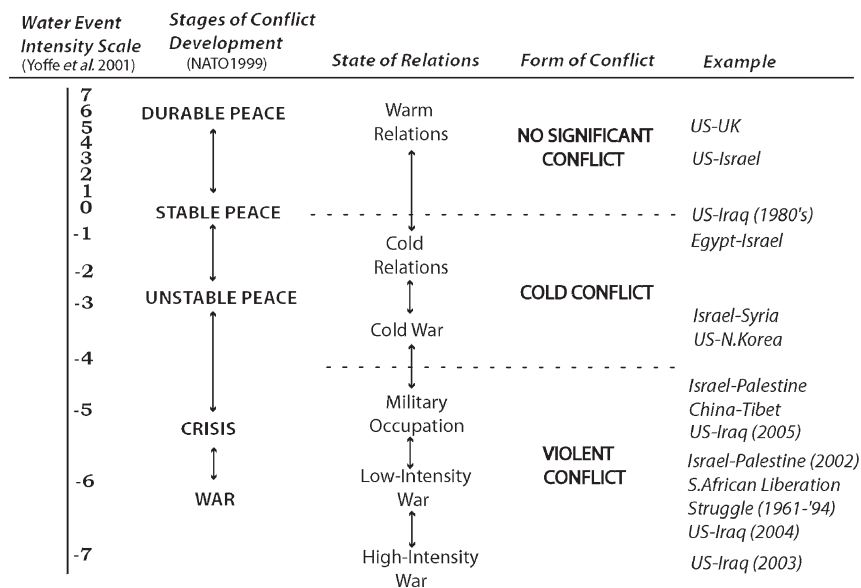 Water Event
Intensity Scale
(Yoffe et al. 2001)
Stages of Conflict
Development
(NATO1999)
State of Relations
Form of Conflict
Example
7
6
5
4
3
2
1
0
-1
-2
-3
-4
-5
-6
-7
DURABLE PEACE
STABLE PEACE
UNSTABLE PEACE
CRISIS
WAR
Warm
Relations
Cold
Relations
Cold War
Military
Occupation
Low-Intensity
War
High-Intensity
War
NO SIGNIFICANT
CONFLICT
COLD CONFLICT
VIOLENT
CONFLICT
US-UK
US-Israel
US-Iraq (1980's)
Egypt-Israel
Israel-Syria
US-N.Korea
Israel-Palestine
China-Tibet
US-Iraq (2005)
Israel-Palestine (2002)
S.African Liberation
Struggle (1961-'94)
US-Iraq (2004)
US-Iraq (2003)